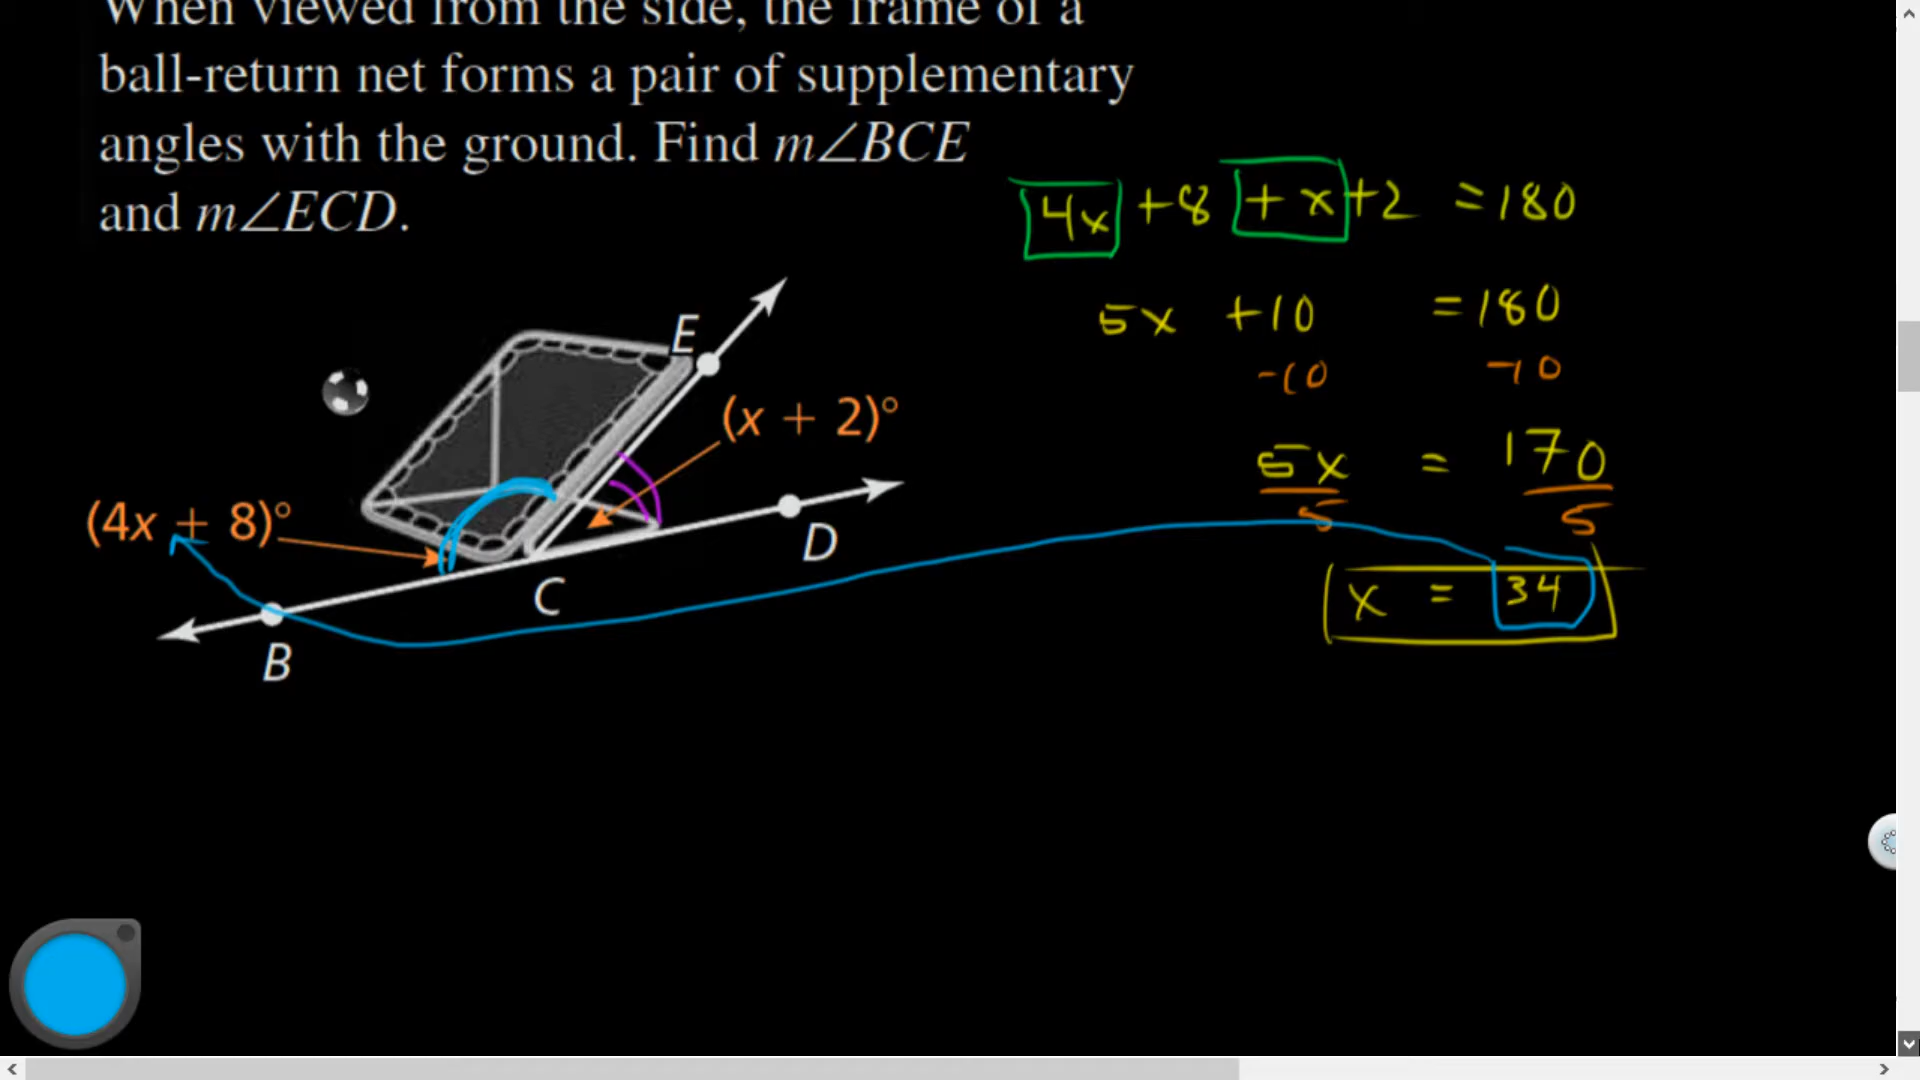 When viewed from the side, the frame of a
ball-return net forms a pair of supplementary
angles with the ground. Find m∠BCE
and m∠ECD.
4x +8 + x +2 = 180
5x +10 = 180
-10 -10
5x = 170
5 5
x = 34
E
(x + 2)°
(4x + 8)°
D
C
B